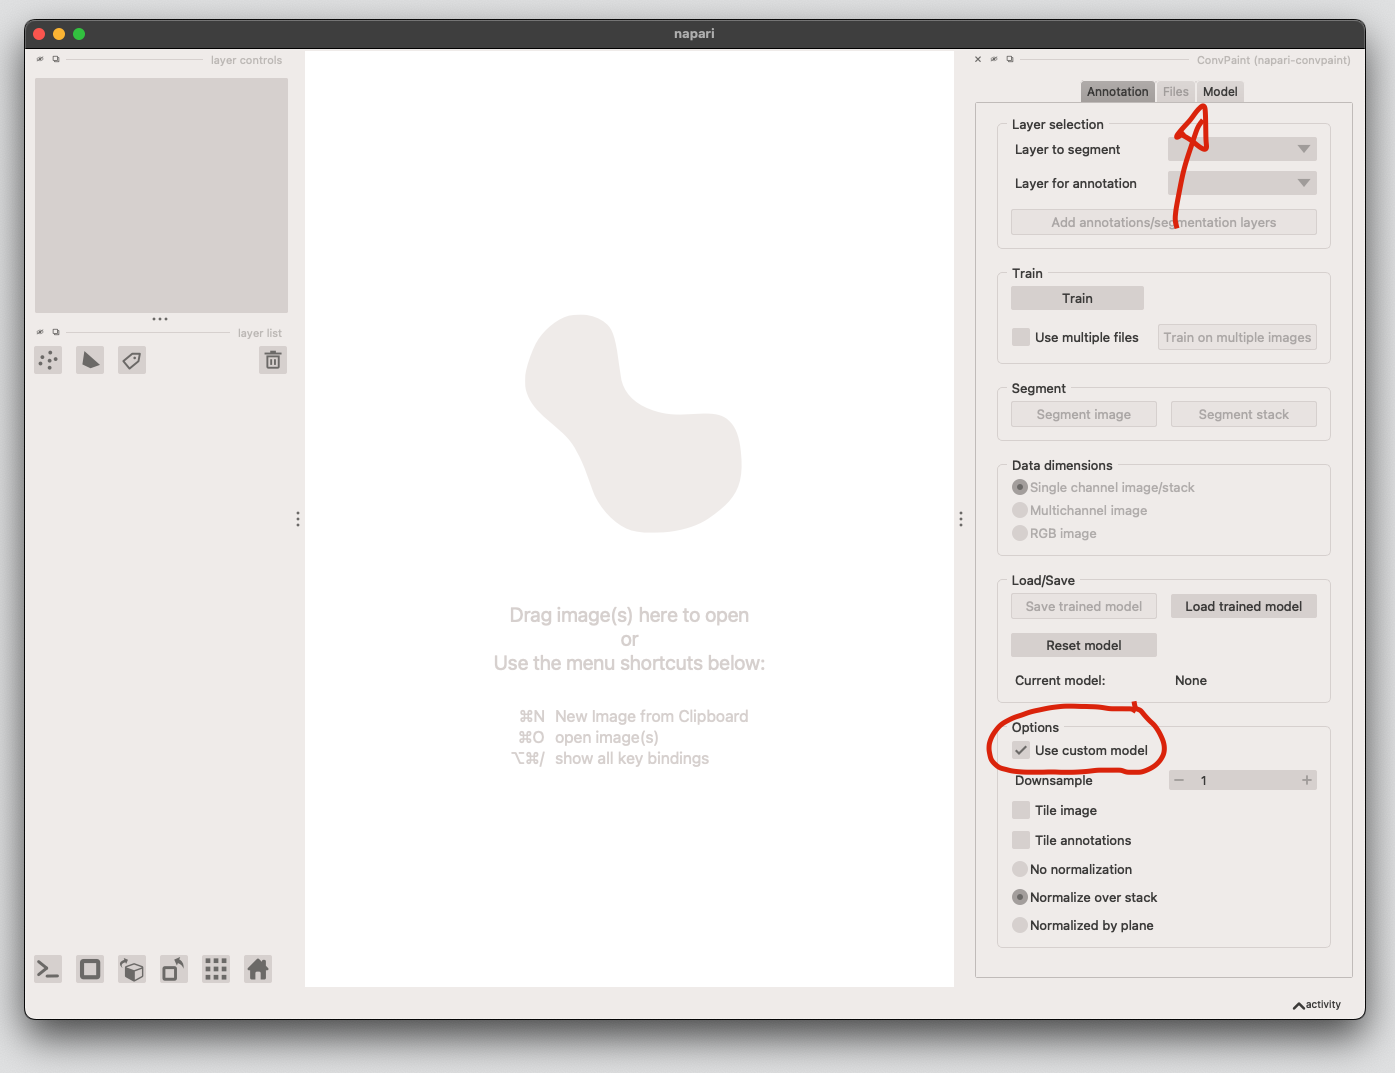 napari
layer controls
layer list
Drag image(s) here to open
or
Use the menu shortcuts below:
⌘N New Image from Clipboard
⌘O open image(s)
⌥⌘/ show all key bindings
ConvPaint (napari-convpaint)
Annotation Files Model
Layer selection
Layer to segment
Layer for annotation
Add annotations/segmentation layers
Train
Train
Use multiple files Train on multiple images
Segment
Segment image Segment stack
Data dimensions
Single channel image/stack
Multichannel image
RGB image
Load/Save
Save trained model Load trained model
Reset model
Current model: None
Options
Use custom model
Downsample − 1 +
Tile image
Tile annotations
No normalization
Normalize over stack
Normalized by plane
activity